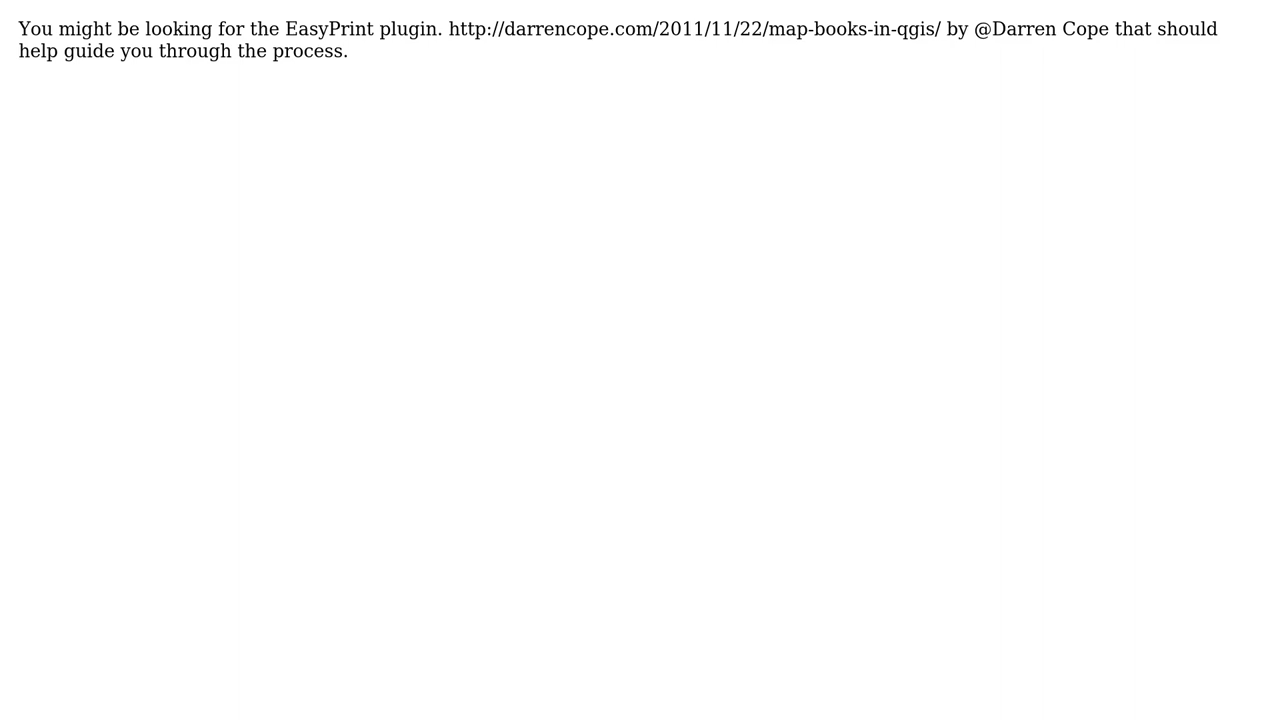 You might be looking for the EasyPrint plugin. http://darrencope.com/2011/11/22/map-books-in-qgis/ by @Darren Cope that should
help guide you through the process.